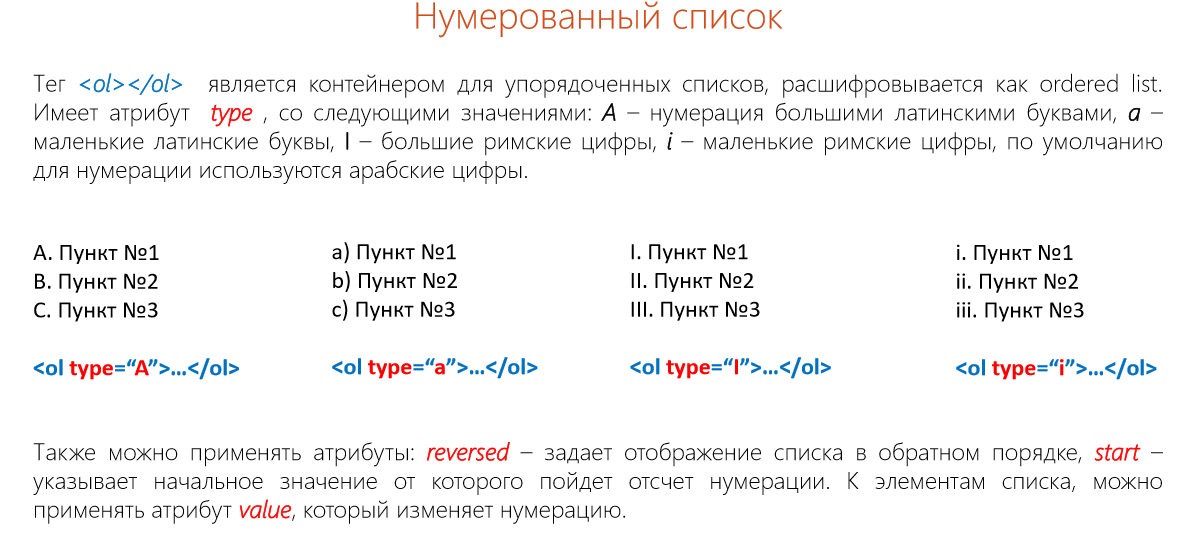 Нумерованный список
Тег <ol></ol> является контейнером для упорядоченных списков, расшифровывается как ordered list.
Имеет атрибут type , со следующими значениями: A – нумерация большими латинскими буквами, a –
маленькие латинские буквы, I – большие римские цифры, i – маленькие римские цифры, по умолчанию
для нумерации используются арабские цифры.
A. Пункт №1
B. Пункт №2
C. Пункт №3
<ol type=“A”>…</ol>
a) Пункт №1
b) Пункт №2
c) Пункт №3
<ol type=“a”>…</ol>
I. Пункт №1
II. Пункт №2
III. Пункт №3
<ol type=“I”>…</ol>
i. Пункт №1
ii. Пункт №2
iii. Пункт №3
<ol type=“i”>…</ol>
Также можно применять атрибуты: reversed – задает отображение списка в обратном порядке, start –
указывает начальное значение от которого пойдет отсчет нумерации. К элементам списка, можно
применять атрибут value, который изменяет нумерацию.